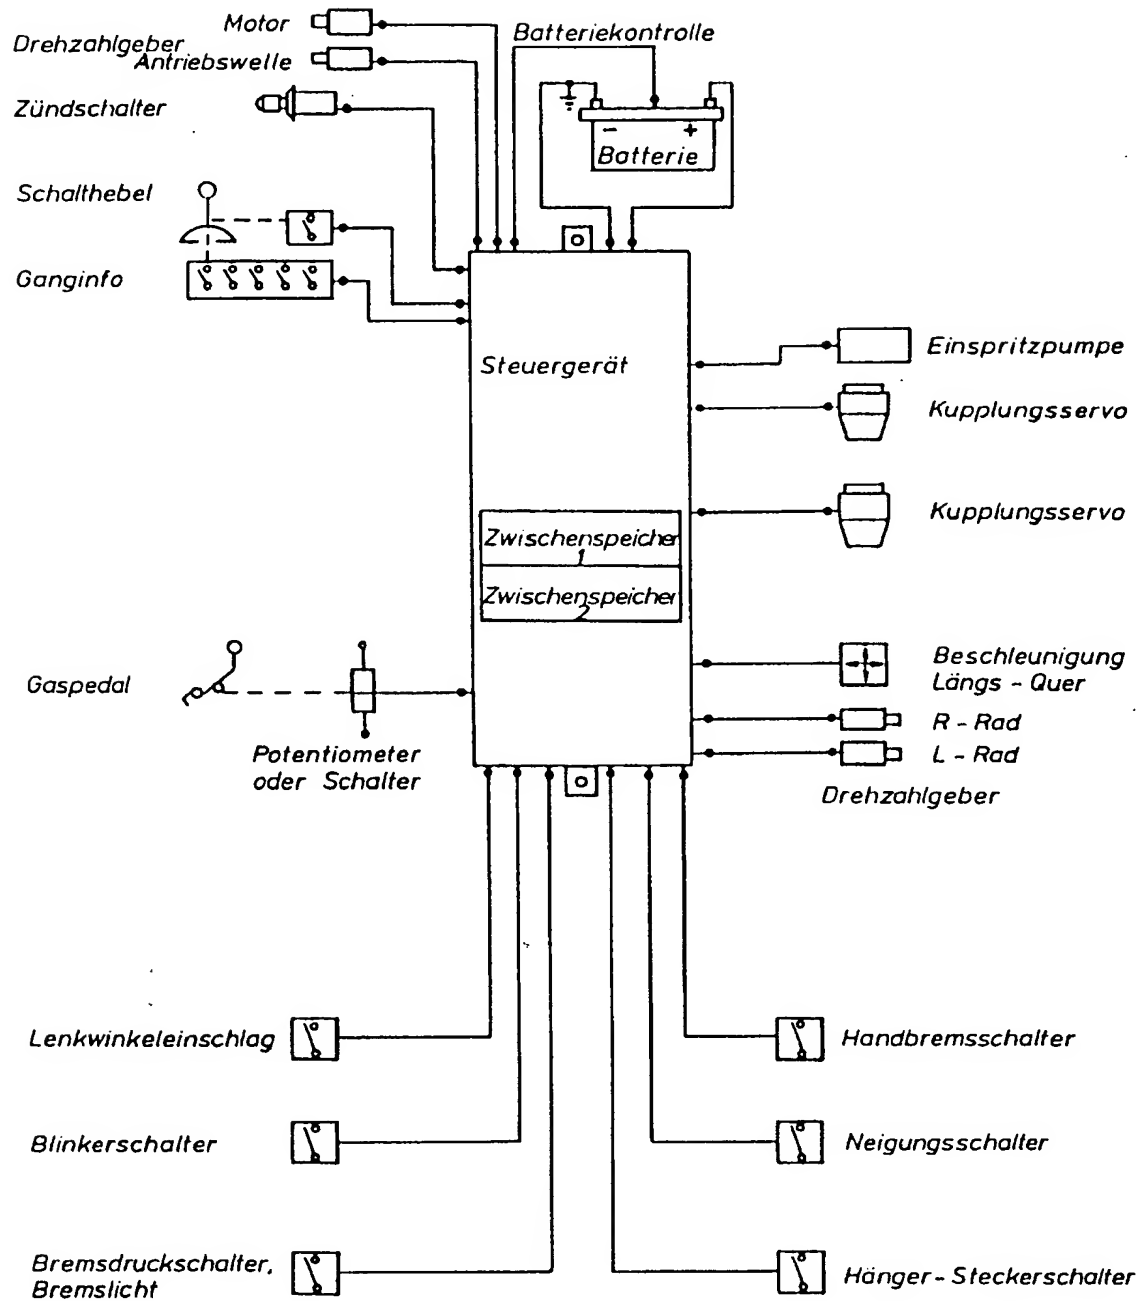 Motor
Drehzahlgeber
Antriebswelle
Batteriekontrolle
Zündschalter
- +
Batterie
Schalthebel
Ganginfo
Steuergerät
Einspritzpumpe
Kupplungsservo
Kupplungsservo
Zwischenspeicher
1
Zwischenspeicher
2
Gaspedal
Potentiometer
oder Schalter
Beschleunigung
Längs - Quer
R - Rad
L - Rad
Drehzahlgeber
Lenkwinkeleinschlag
Handbremsschalter
Blinkerschalter
Neigungsschalter
Bremsdruckschalter,
Bremslicht
Hänger - Steckerschalter